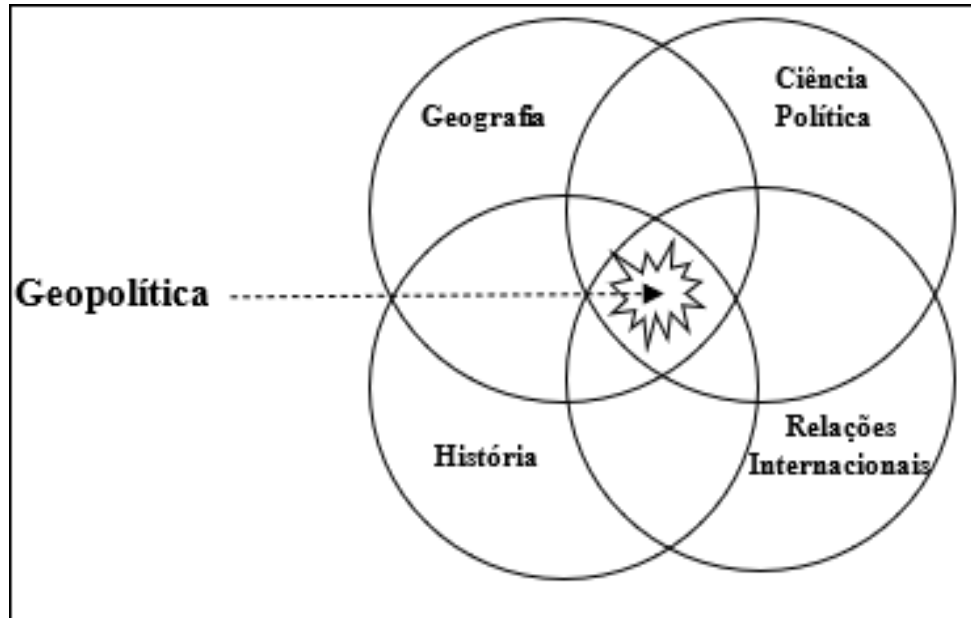 Geografia
Ciência
Política
Geopolítica
História
Relações
Internacionais